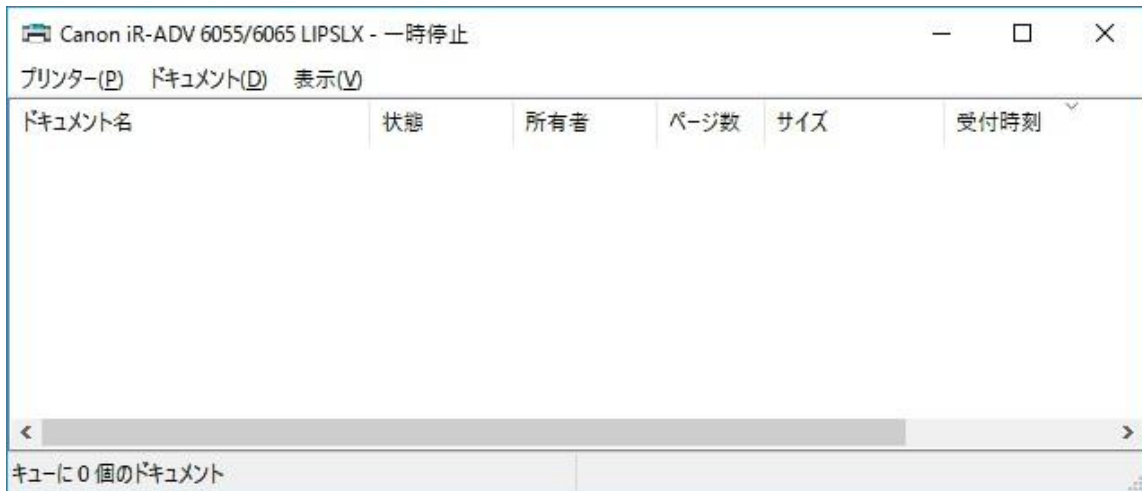 Canon iR-ADV 6055/6065 LIPSLX - 一時停止
プリンター(P) ドキュメント(D) 表示(V)
ドキュメント名 状態 所有者 ページ数 サイズ 受付時刻
キューに 0 個のドキュメント